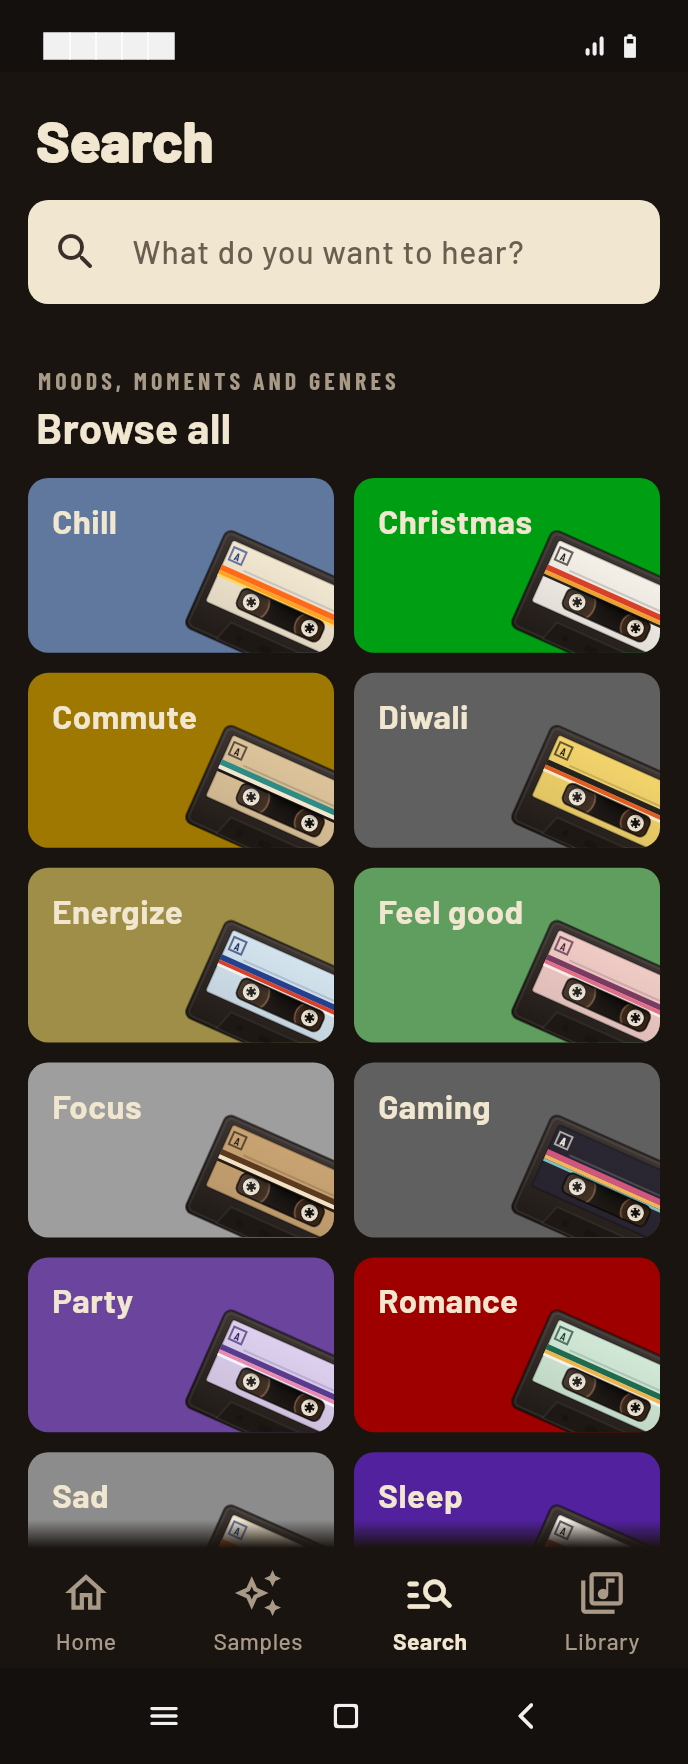 Search
What do you want to hear?
MOODS, MOMENTS AND GENRES
Browse all
Chill
A
Christmas
A
Commute
A
Diwali
A
Energize
A
Feel good
A
Focus
A
Gaming
A
Party
A
Romance
A
Sad
A
Sleep
A
Home
Samples
Search
Library